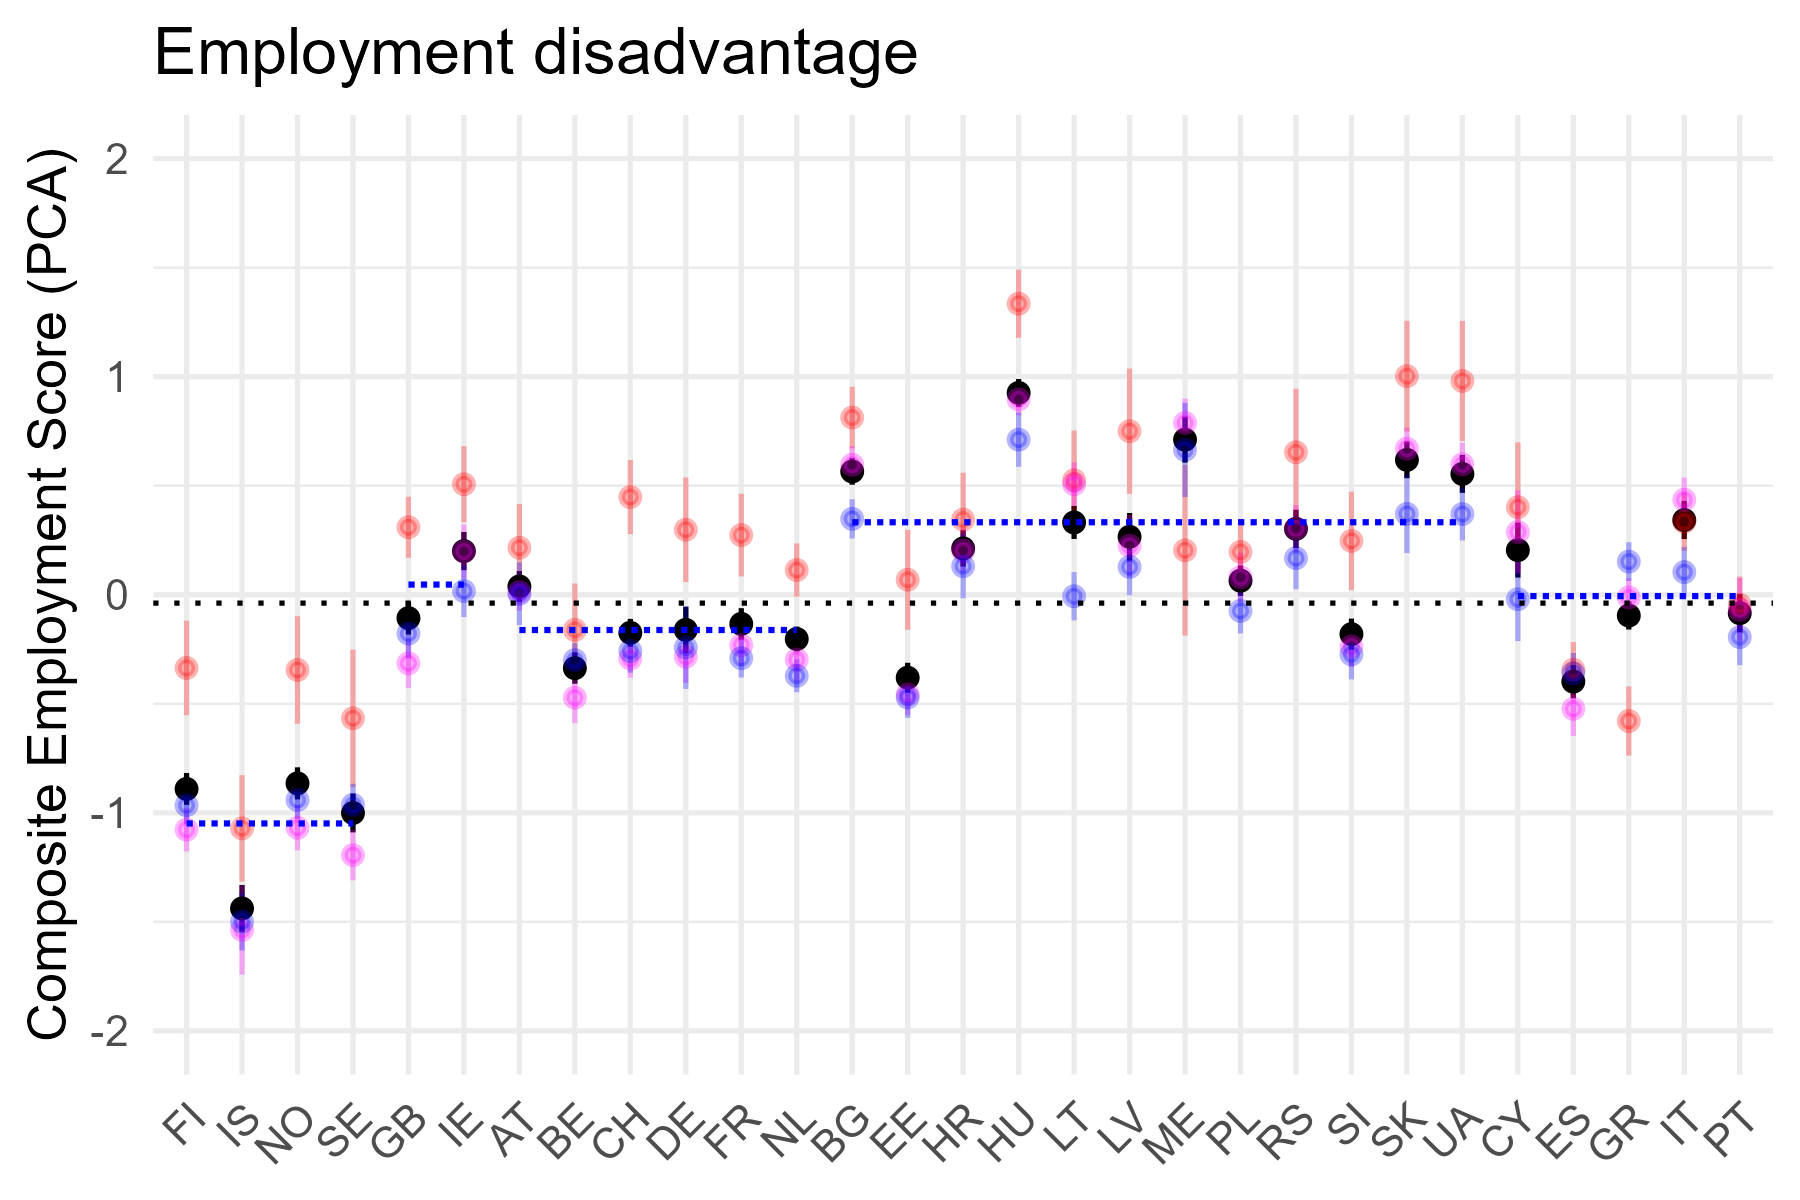 Employment disadvantage
Composite Employment Score (PCA)
2
1
0
-1
-2
FI
IS
NO
SE
GB
IE
AT
BE
CH
DE
FR
NL
BG
EE
HR
HU
LT
LV
ME
PL
RS
SI
SK
UA
CY
ES
GR
IT
PT